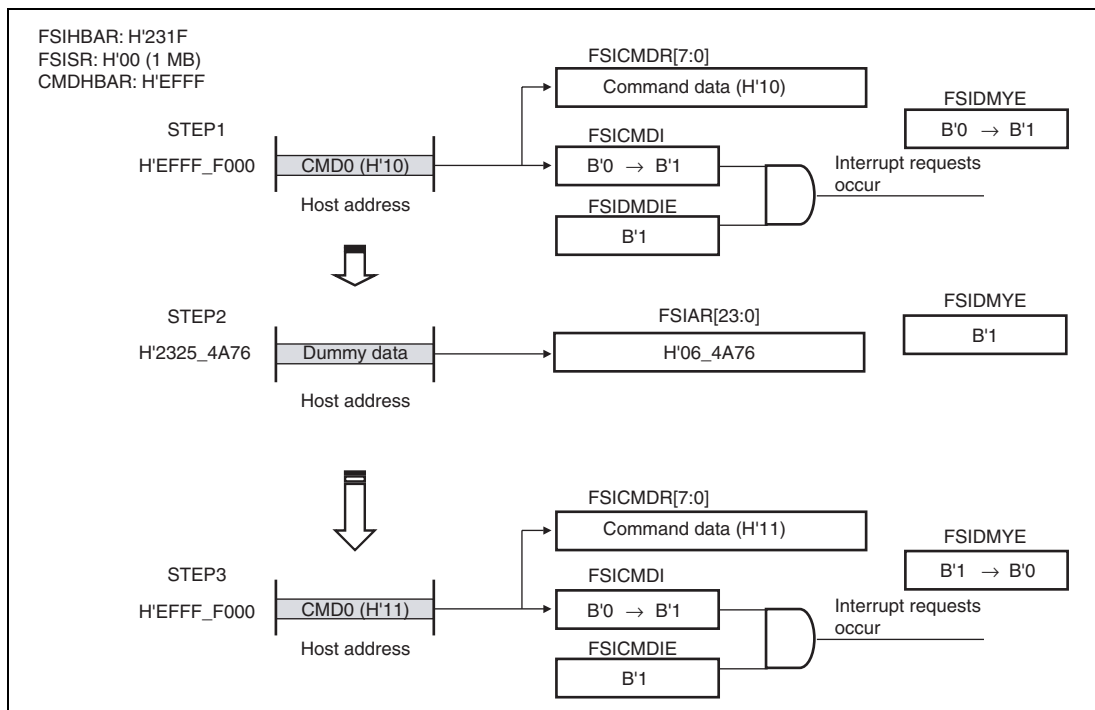 FSIHBAR: H'231F
FSISR: H'00 (1 MB)
CMDHBAR: H'EFFF
STEP1
H'EFFF_F000
CMD0 (H'10)
Host address
FSICMDR[7:0]
Command data (H'10)
FSICMDI
B'0 → B'1
FSIDMDIE
B'1
FSIDMYE
B'0 → B'1
Interrupt requests
occur
STEP2
H'2325_4A76
Dummy data
Host address
FSIAR[23:0]
H'06_4A76
FSIDMYE
B'1
STEP3
H'EFFF_F000
CMD0 (H'11)
Host address
FSICMDR[7:0]
Command data (H'11)
FSICMDI
B'0 → B'1
FSICMDIE
B'1
FSIDMYE
B'1 → B'0
Interrupt requests
occur